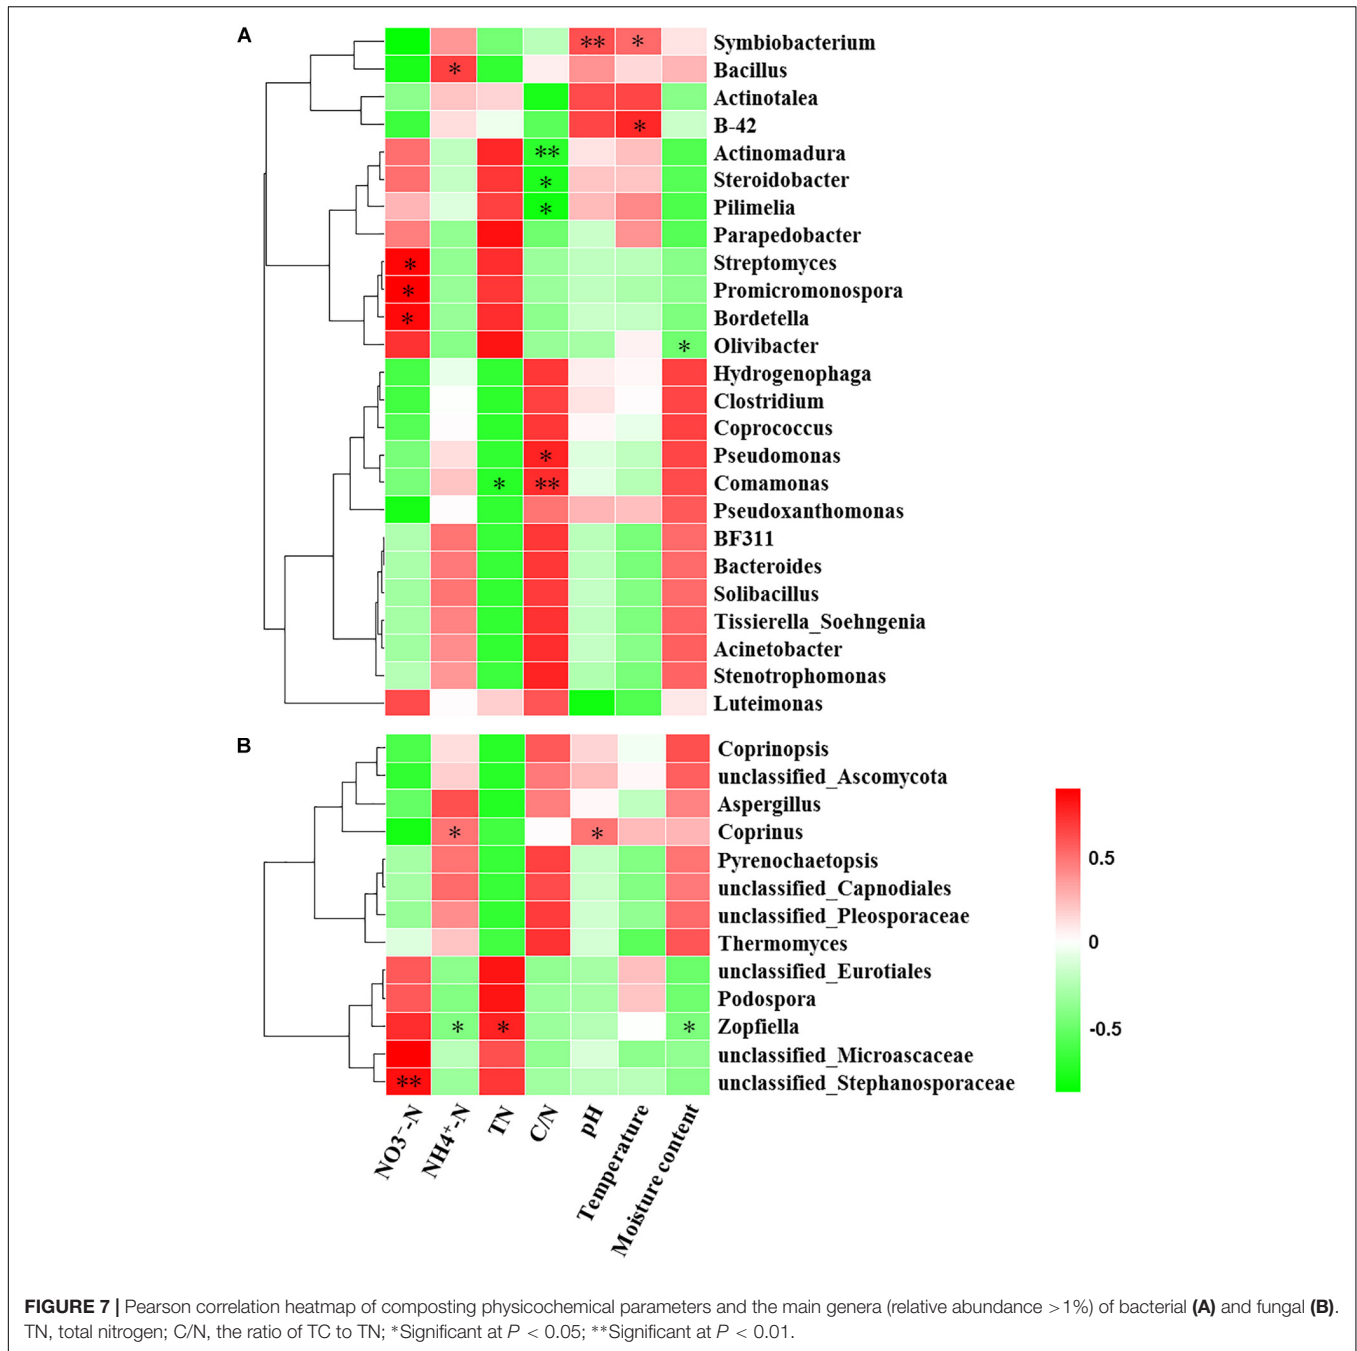 A
** * Symbiobacterium
* Bacillus
Actinotalea
* B-42
** Actinomadura
* Steroidobacter
* Pilimelia
Parapedobacter
* Streptomyces
* Promicromonospora
* Bordetella
* Olivibacter
Hydrogenophaga
Clostridium
Coprococcus
* Pseudomonas
* ** Comamonas
Pseudoxanthomonas
BF311
Bacteroides
Solibacillus
Tissierella_Soehngenia
Acinetobacter
Stenotrophomonas
Luteimonas
B
Coprinopsis
unclassified_Ascomycota
Aspergillus
* * Coprinus
Pyrenochaetopsis
unclassified_Capnodiales
unclassified_Pleosporaceae
Thermomyces
unclassified_Eurotiales
Podospora
* * * Zopfiella
unclassified_Microascaceae
** unclassified_Stephanosporaceae
0.5
0
-0.5
NO3⁻-N
NH4⁺-N
TN
C/N
pH
Temperature
Moisture content
FIGURE 7 | Pearson correlation heatmap of composting physicochemical parameters and the main genera (relative abundance >1%) of bacterial (A) and fungal (B).
TN, total nitrogen; C/N, the ratio of TC to TN; *Significant at P < 0.05; **Significant at P < 0.01.